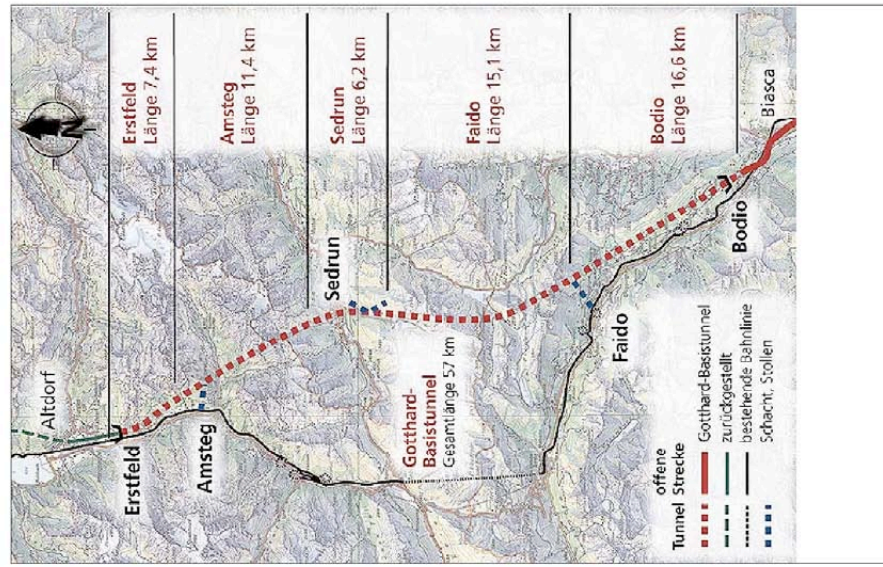 N
Erstfeld
Länge 7,4 km
Amsteg
Länge 11,4 km
Sedrun
Länge 6,2 km
Faido
Länge 15,1 km
Bodio
Länge 16,6 km
Altdorf
Erstfeld
Amsteg
Sedrun
Gotthard-
Basistunnel
Gesamtlänge 57 km
Faido
Bodio
Biasca
offene
Tunnel Strecke
Gotthard-Basistunnel
zurückgestellt
bestehende Bahnlinie
Schacht, Stollen